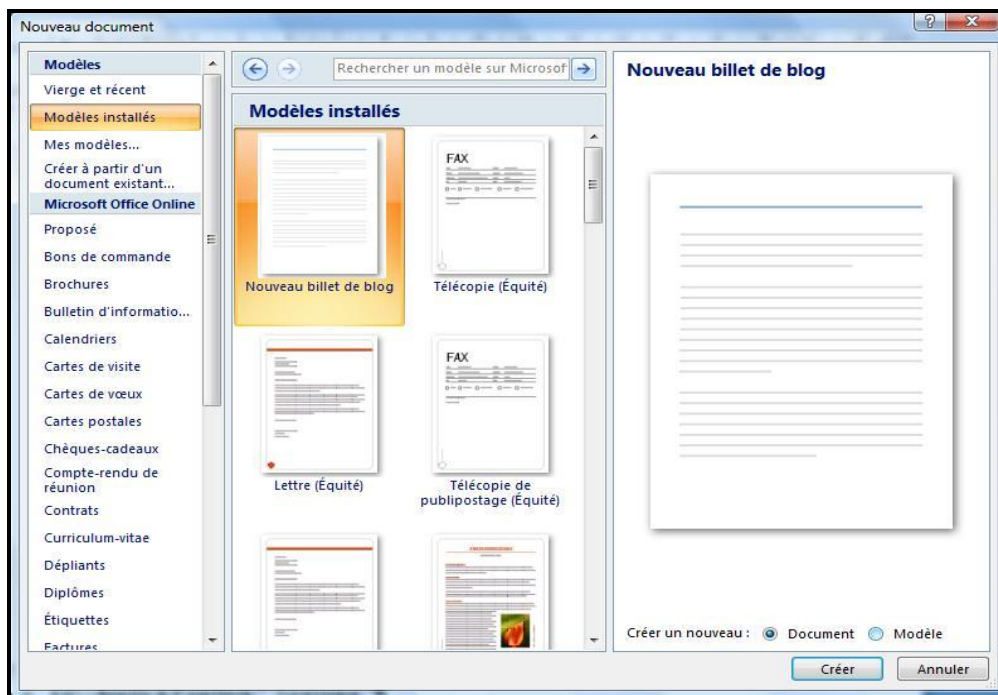 Nouveau document
Modèles
Vierge et récent
Modèles installés
Mes modèles...
Créer à partir d'un
document existant...
Microsoft Office Online
Proposé
Bons de commande
Brochures
Bulletin d'informatio...
Calendriers
Cartes de visite
Cartes de vœux
Cartes postales
Chèques-cadeaux
Compte-rendu de
réunion
Contrats
Curriculum-vitae
Dépliants
Diplômes
Étiquettes
Factures
Rechercher un modèle sur Microsof
Modèles installés
FAX
Nouveau billet de blog
Télécopie (Équité)
FAX
Lettre (Équité)
Télécopie de
publipostage (Équité)
Nouveau billet de blog
Créer un nouveau : Document Modèle
Créer Annuler